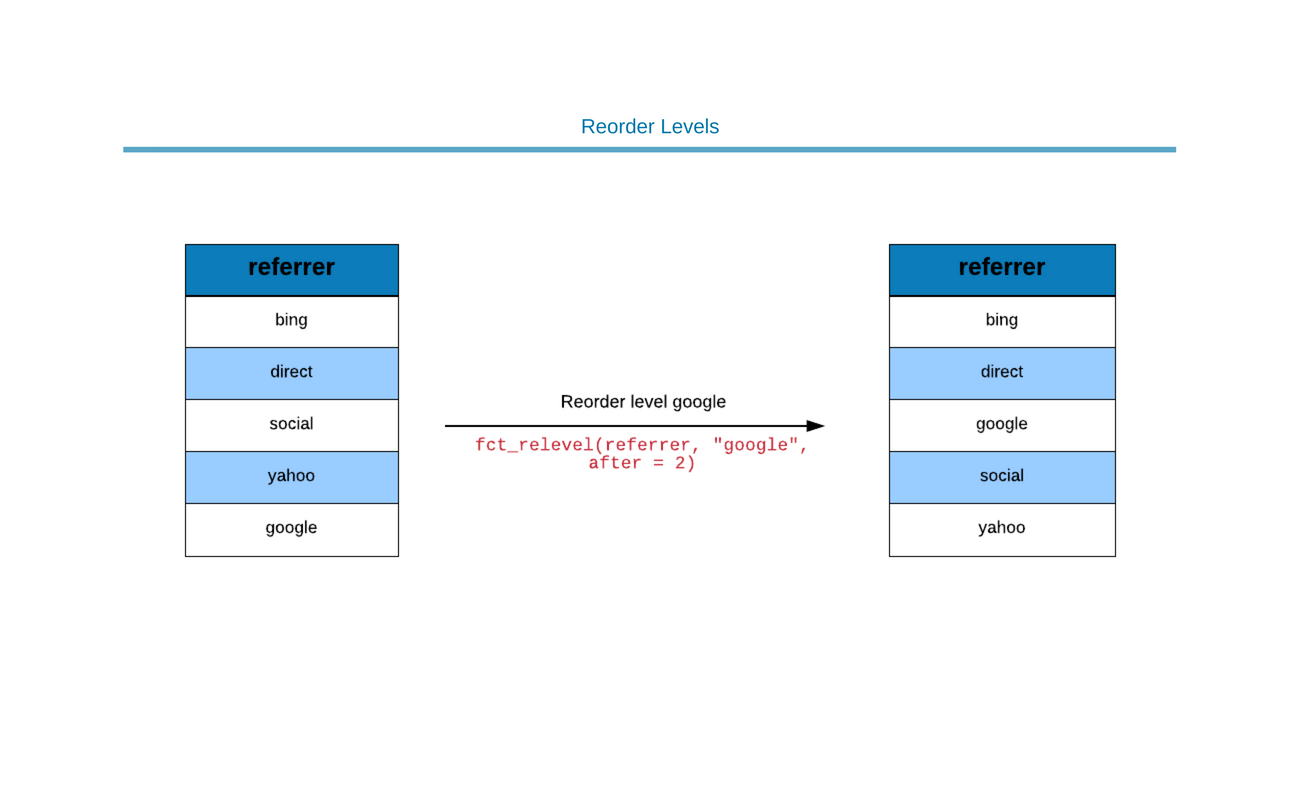 Reorder Levels
referrer
bing
direct
social
yahoo
google
Reorder level google
fct_relevel(referrer, "google",
after = 2)
referrer
bing
direct
google
social
yahoo